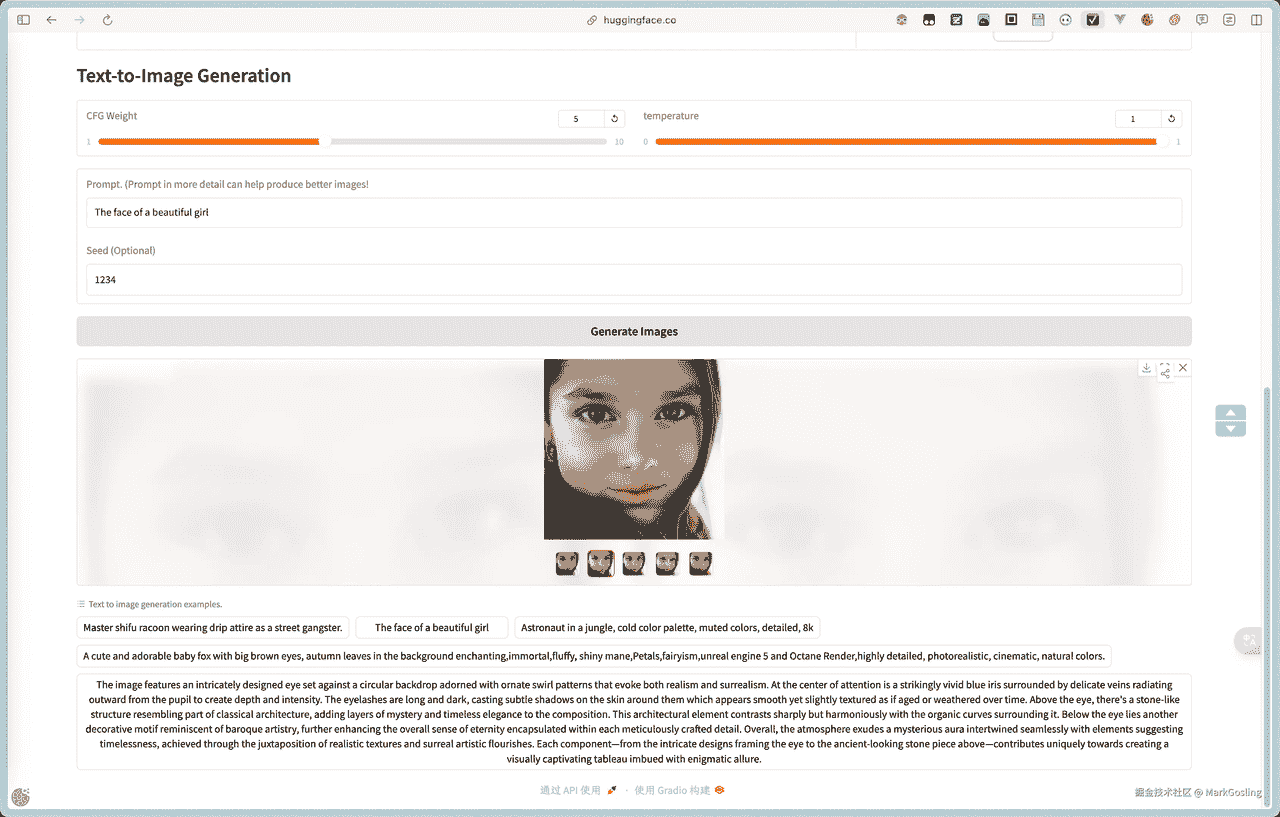 huggingface.co
Text-to-Image Generation
CFG Weight
5
temperature
1
1
10
0
1
Prompt. (Prompt in more detail can help produce better images!
The face of a beautiful girl
Seed (Optional)
1234
Generate Images
Text to image generation examples.
Master shifu racoon wearing drip attire as a street gangster.
The face of a beautiful girl
Astronaut in a jungle, cold color palette, muted colors, detailed, 8k
A cute and adorable baby fox with big brown eyes, autumn leaves in the background enchanting,immortal,fluffy, shiny mane,Petals,fairyism,unreal engine 5 and Octane Render,highly detailed, photorealistic, cinematic, natural colors.
The image features an intricately designed eye set against a circular backdrop adorned with ornate swirl patterns that evoke both realism and surrealism. At the center of attention is a strikingly vivid blue iris surrounded by delicate veins radiating
outward from the pupil to create depth and intensity. The eyelashes are long and dark, casting subtle shadows on the skin around them which appears smooth yet slightly textured as if aged or weathered over time. Above the eye, there's a stone-like
structure resembling part of classical architecture, adding layers of mystery and timeless elegance to the composition. This architectural element contrasts sharply but harmoniously with the organic curves surrounding it. Below the eye lies another
decorative motif reminiscent of baroque artistry, further enhancing the overall sense of eternity encapsulated within each meticulously crafted detail. Overall, the atmosphere exudes a mysterious aura intertwined seamlessly with elements suggesting
timelessness, achieved through the juxtaposition of realistic textures and surreal artistic flourishes. Each component—from the intricate designs framing the eye to the ancient-looking stone piece above—contributes uniquely towards creating a
visually captivating tableau imbued with enigmatic allure.
通过 API 使用 · 使用 Gradio 构建
掘金技术社区 @ MarkGosling